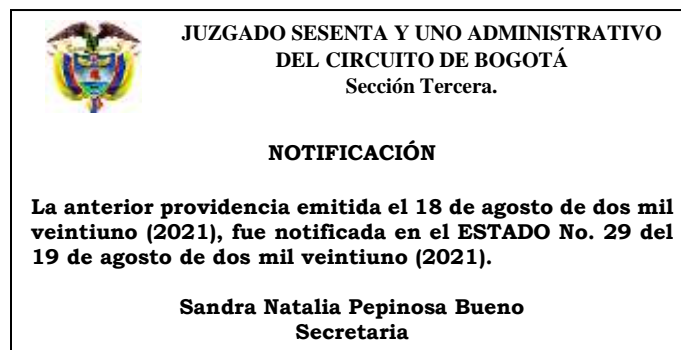 JUZGADO SESENTA Y UNO ADMINISTRATIVO
DEL CIRCUITO DE BOGOTÁ
Sección Tercera.
NOTIFICACIÓN
La anterior providencia emitida el 18 de agosto de dos mil
veintiuno (2021), fue notificada en el ESTADO No. 29 del
19 de agosto de dos mil veintiuno (2021).
Sandra Natalia Pepinosa Bueno
Secretaria